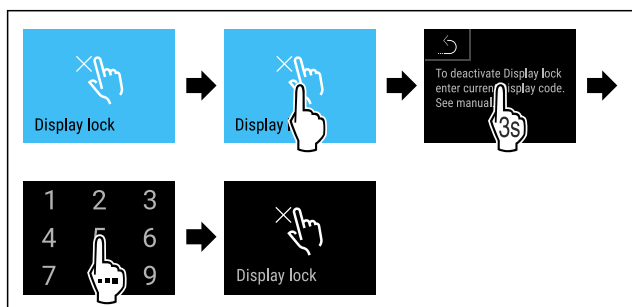 Display lock
Display
To deactivate Display lock
enter current display code.
See manual.
3s
1 2 3
4 5 6
7 9
Display lock